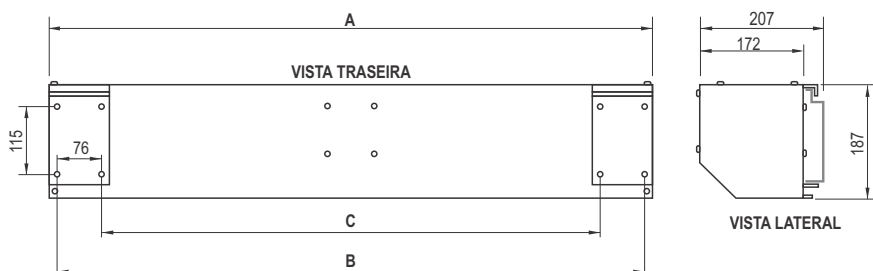 A
207
172
VISTA TRASEIRA
115
76
187
C
VISTA LATERAL
B